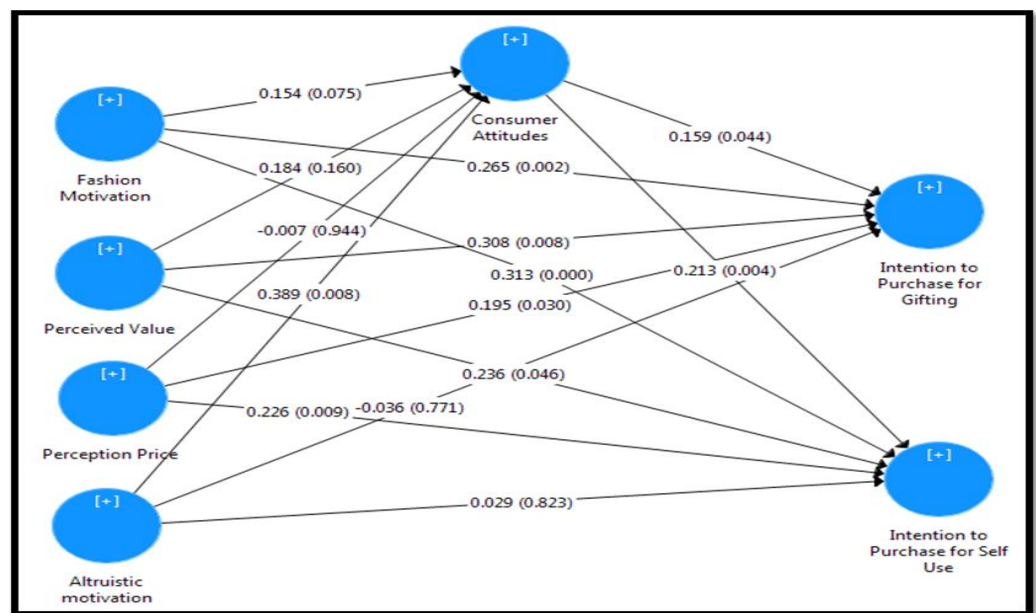 [+]
Consumer
Attitudes
[+]
Fashion
Motivation
[+]
Perceived Value
[+]
Perception Price
[+]
Altruistic
motivation
[+]
Intention to
Purchase for
Gifting
[+]
Intention to
Purchase for Self
Use
0.154 (0.075)
0.159 (0.044)
0.184 (0.160)
0.265 (0.002)
-0.007 (0.944)
0.308 (0.008)
0.313 (0.000)
0.213 (0.004)
0.389 (0.008)
0.195 (0.030)
0.236 (0.046)
0.226 (0.009)
-0.036 (0.771)
0.029 (0.823)